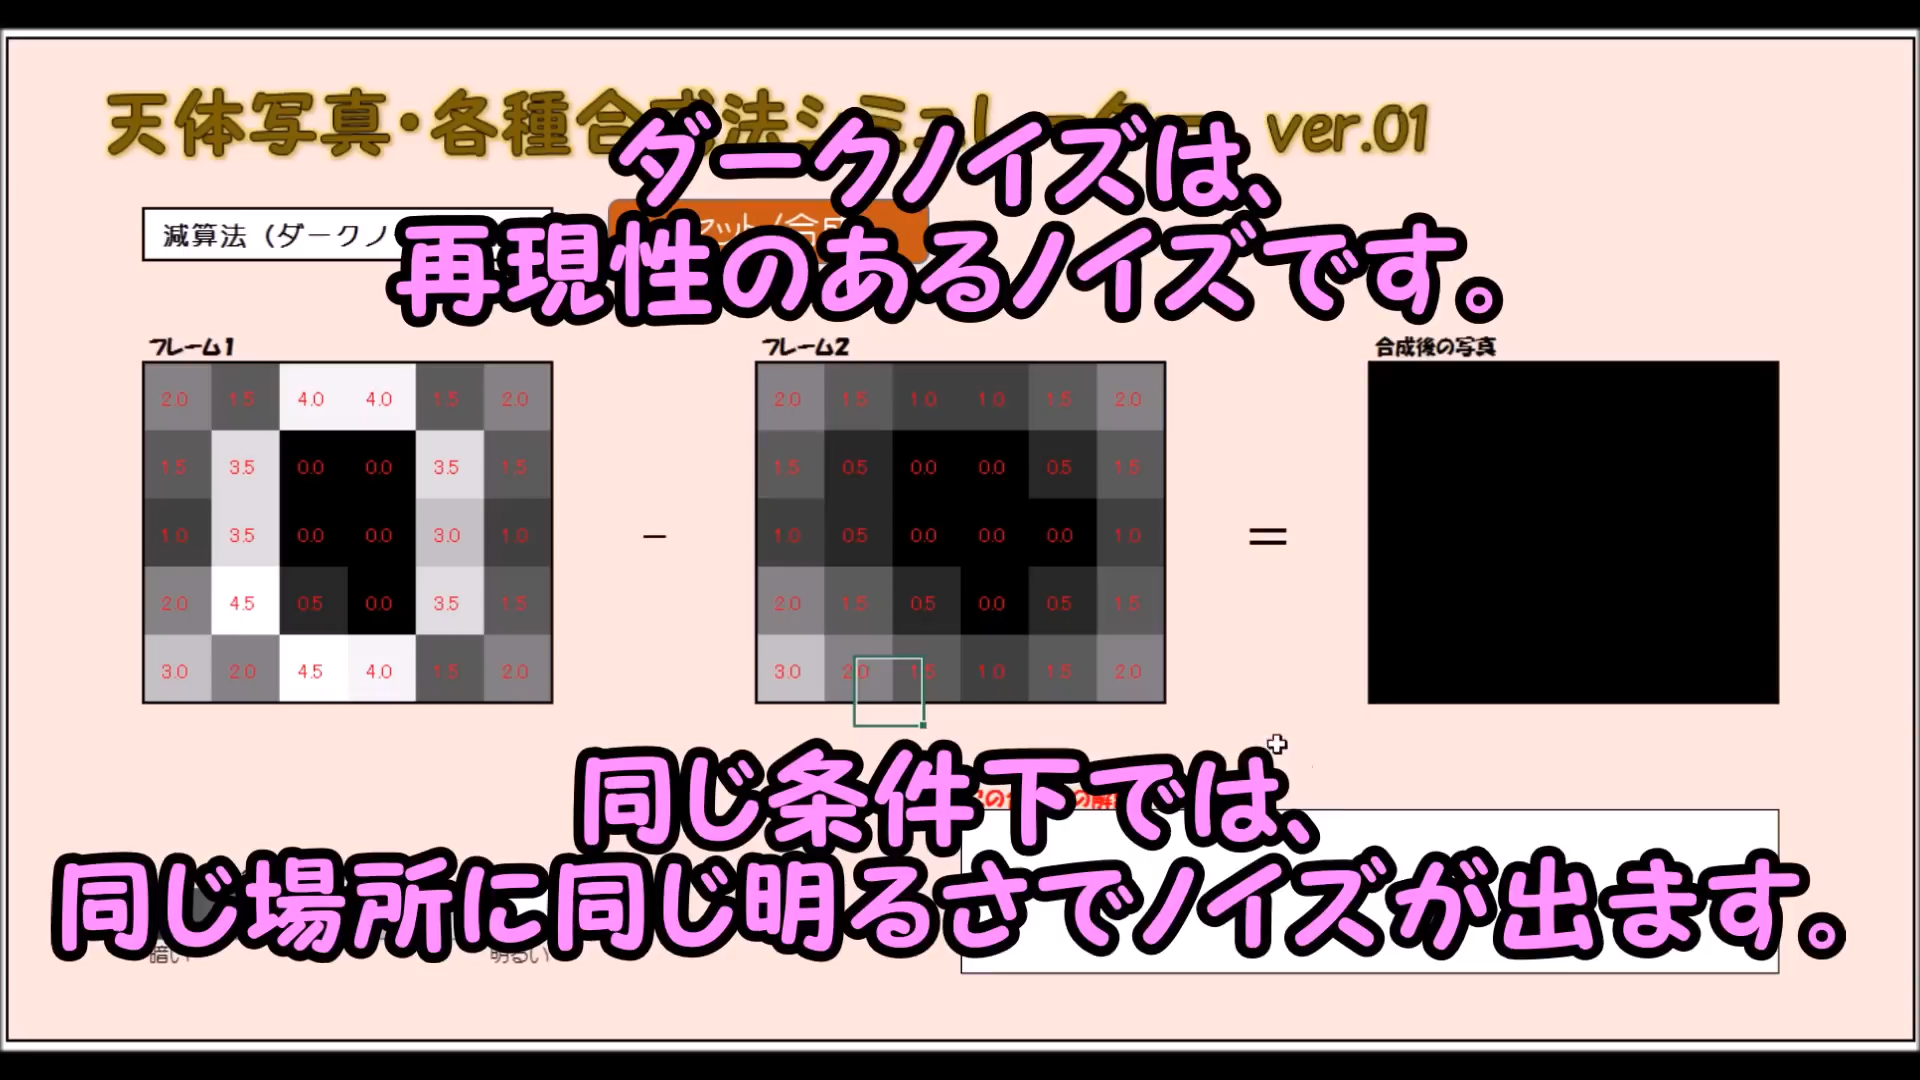 天体写真・各種合 法シミュレーター ver.01
ダークノイズは、
減算法（ダークノ
再現性のあるノイズです。
フレーム1
フレーム2
合成後の写真
2.0 1.5 4.0 4.0 1.5 2.0
1.5 3.5 0.0 0.0 3.5 1.5
1.0 3.5 0.0 0.0 3.0 1.0
2.0 4.5 0.5 0.0 3.5 1.5
3.0 2.0 4.5 4.0 1.5 2.0
−
2.0 1.5 1.0 1.0 1.5 2.0
1.5 0.5 0.0 0.0 0.5 1.5
1.0 0.5 0.0 0.0 0.0 1.0
2.0 1.5 0.5 0.0 0.5 1.5
3.0 2.0 1.5 1.0 1.5 2.0
=
同じ条件下では、
同じ場所に同じ明るさでノイズが出ます。
暗い
明るい